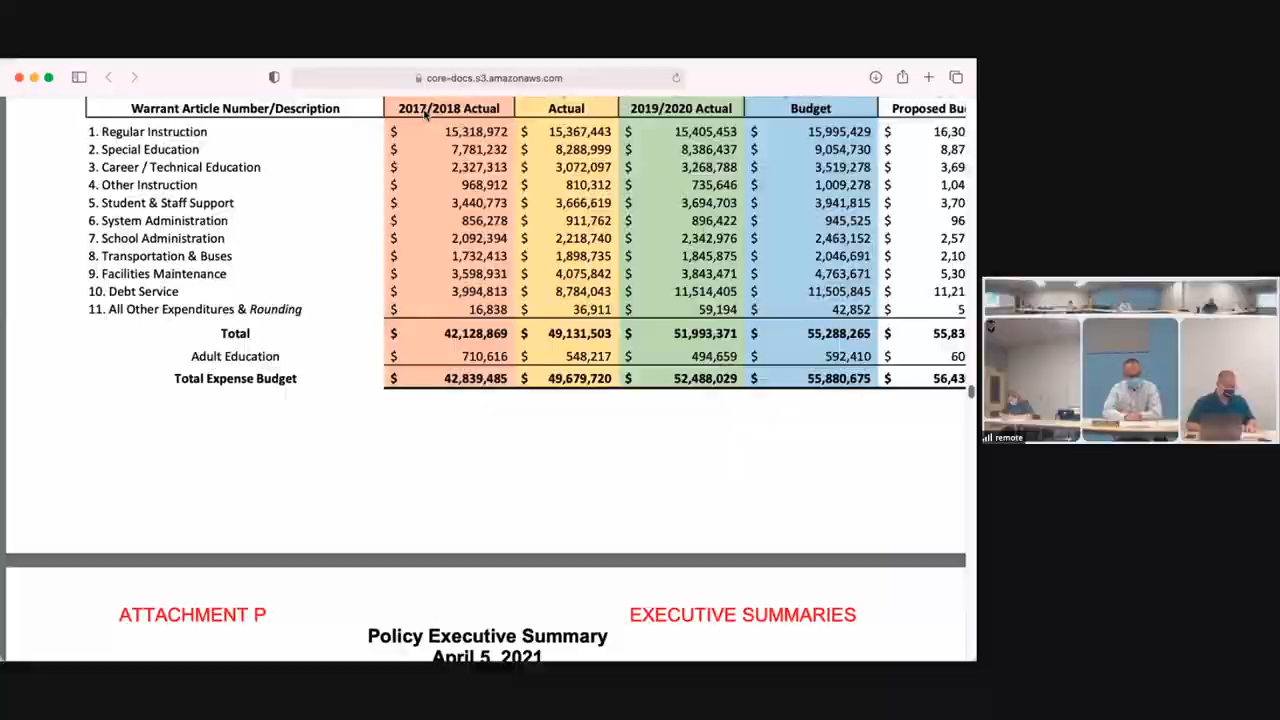 core-docs.s3.amazonaws.com
Warrant Article Number/Description 2017/2018 Actual Actual 2019/2020 Actual Budget Proposed Bu
1. Regular Instruction $ 15,318,972 $ 15,367,443 $ 15,405,453 $ 15,995,429 $ 16,30
2. Special Education $ 7,781,232 $ 8,288,999 $ 8,386,437 $ 9,054,730 $ 8,87
3. Career / Technical Education $ 2,327,313 $ 3,072,097 $ 3,268,788 $ 3,519,278 $ 3,69
4. Other Instruction $ 968,912 $ 810,312 $ 735,646 $ 1,009,278 $ 1,04
5. Student & Staff Support $ 3,440,773 $ 3,666,619 $ 3,694,703 $ 3,941,815 $ 3,70
6. System Administration $ 856,278 $ 911,762 $ 896,422 $ 945,525 $ 96
7. School Administration $ 2,092,394 $ 2,218,740 $ 2,342,976 $ 2,463,152 $ 2,57
8. Transportation & Buses $ 1,732,413 $ 1,898,735 $ 1,845,875 $ 2,046,691 $ 2,10
9. Facilities Maintenance $ 3,598,931 $ 4,075,842 $ 3,843,471 $ 4,763,671 $ 5,30
10. Debt Service $ 3,994,813 $ 8,784,043 $ 11,514,405 $ 11,505,845 $ 11,21
11. All Other Expenditures & Rounding $ 16,838 $ 36,911 $ 59,194 $ 42,852 $ 5
Total $ 42,128,869 $ 49,131,503 $ 51,993,371 $ 55,288,265 $ 55,83
Adult Education $ 710,616 $ 548,217 $ 494,659 $ 592,410 $ 60
Total Expense Budget $ 42,839,485 $ 49,679,720 $ 52,488,029 $ 55,880,675 $ 56,43
remote
ATTACHMENT P EXECUTIVE SUMMARIES
Policy Executive Summary
April 5, 2021